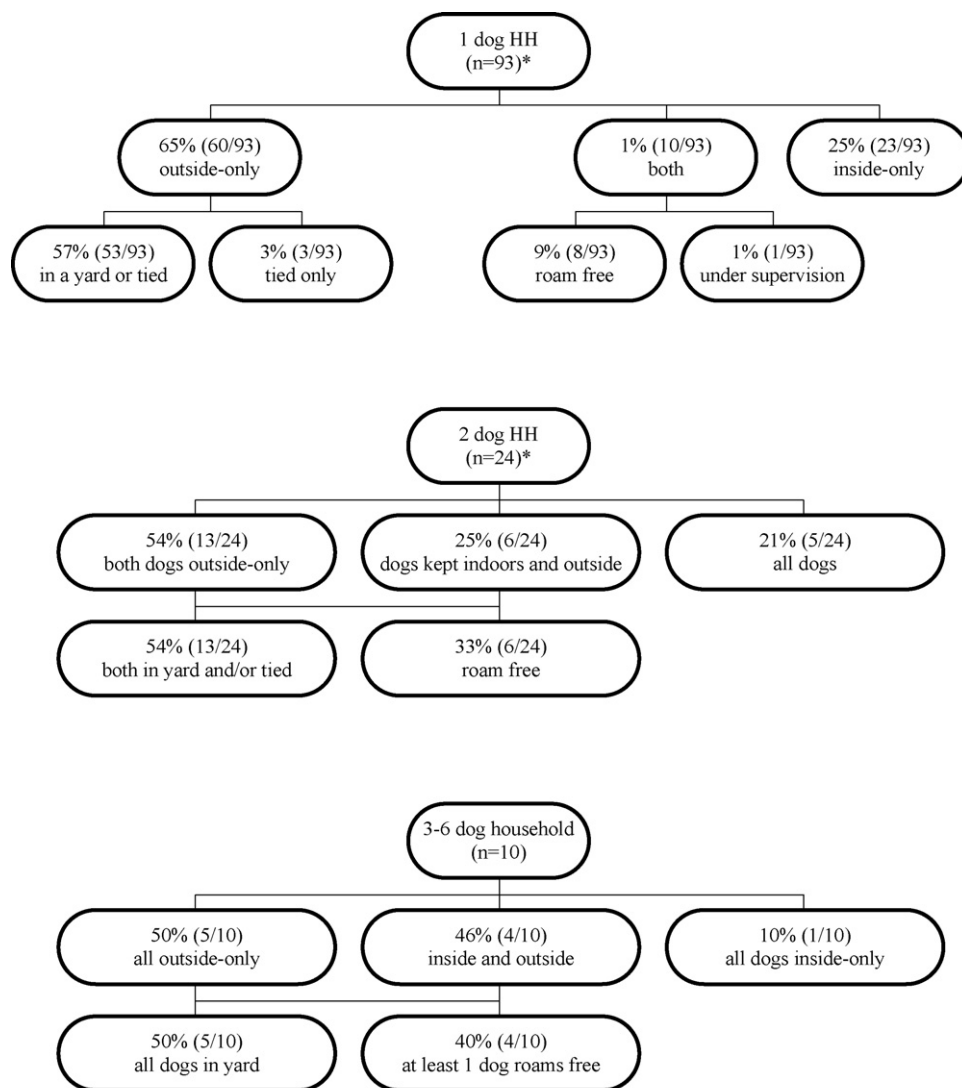 1 dog HH
(n=93)*
65% (60/93)
outside-only
1% (10/93)
both
25% (23/93)
inside-only
57% (53/93)
in a yard or tied
3% (3/93)
tied only
9% (8/93)
roam free
1% (1/93)
under supervision
2 dog HH
(n=24)*
54% (13/24)
both dogs outside-only
25% (6/24)
dogs kept indoors and outside
21% (5/24)
all dogs
54% (13/24)
both in yard and/or tied
33% (6/24)
roam free
3-6 dog household
(n=10)
50% (5/10)
all outside-only
46% (4/10)
inside and outside
10% (1/10)
all dogs inside-only
50% (5/10)
all dogs in yard
40% (4/10)
at least 1 dog roams free